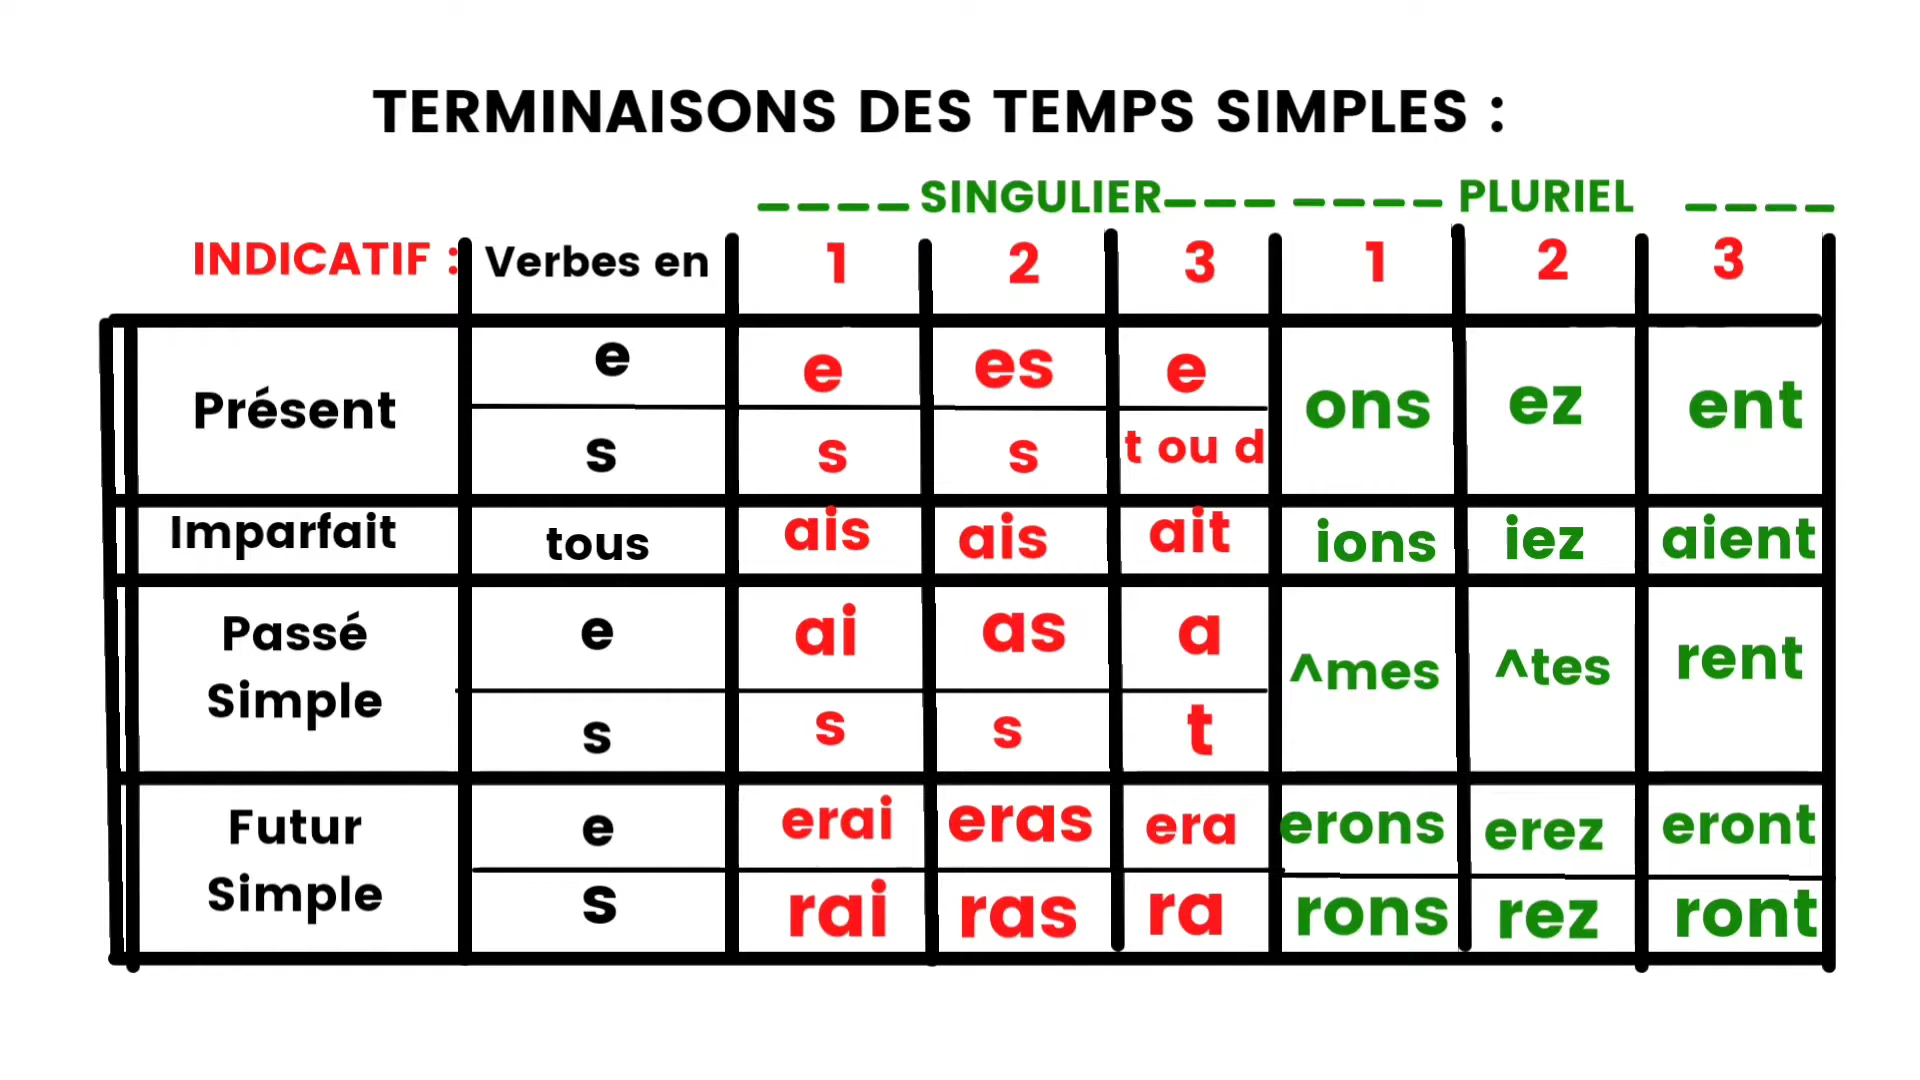 TERMINAISONS DES TEMPS SIMPLES :
SINGULIER PLURIEL
INDICATIF : Verbes en 1 2 3 1 2 3
Présent
e e es e
s s s t ou d
ons ez ent
Imparfait tous ais ais ait ions iez aient
Passé
Simple
e ai as a
s s s t
^mes ^tes rent
Futur
Simple
e erai eras era erons erez eront
s rai ras ra rons rez ront